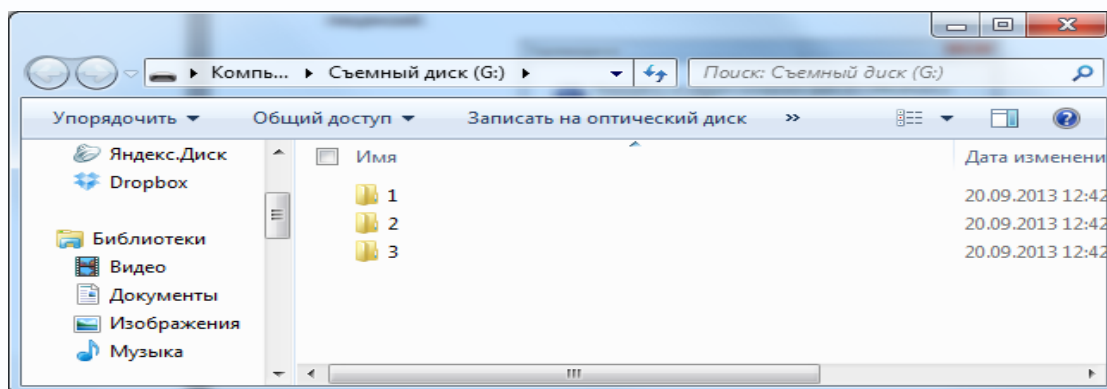 Компь... Съемный диск (G:) Поиск: Съемный диск (G:)
Упорядочить Общий доступ Записать на оптический диск »
Яндекс.Диск
Dropbox
Библиотеки
Видео
Документы
Изображения
Музыка
Имя Дата изменени
1 20.09.2013 12:42
2 20.09.2013 12:42
3 20.09.2013 12:42